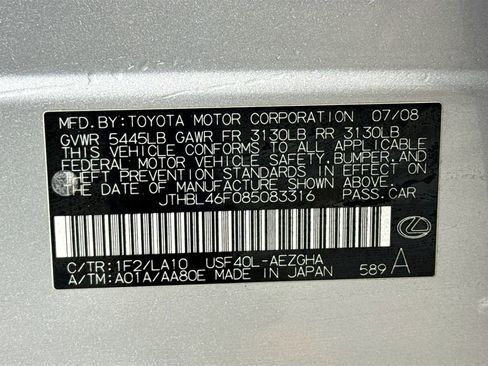 MFD. BY: TOYOTA MOTOR CORPORATION 07/08
GVWR 5445LB GAWR FR 3130LB RR 3130LB
THIS VEHICLE CONFORMS TO ALL APPLICABLE
FEDERAL MOTOR VEHICLE SAFETY, BUMPER, AND
THEFT PREVENTION STANDARDS IN EFFECT ON
THE DATE OF MANUFACTURE SHOWN ABOVE.
JTHBL46F085083316 PASS. CAR
C/TR: 1F2/LA10 USF40L-AEZGHA
A/TM: A01A/AA80E MADE IN JAPAN 589 A